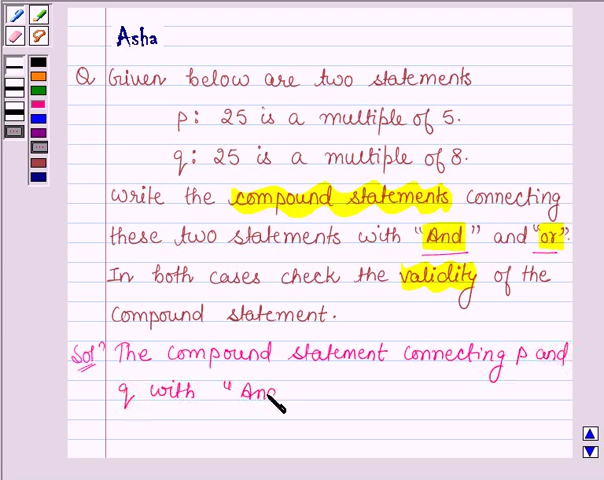 Asha
Q Given below are two statements
p: 25 is a multiple of 5.
q: 25 is a multiple of 8.
Write the compound statements connecting
these two statements with "And" and "or".
In both cases check the validity of the
Compound statement.
Solⁿ The compound statement connecting p and
q with "And